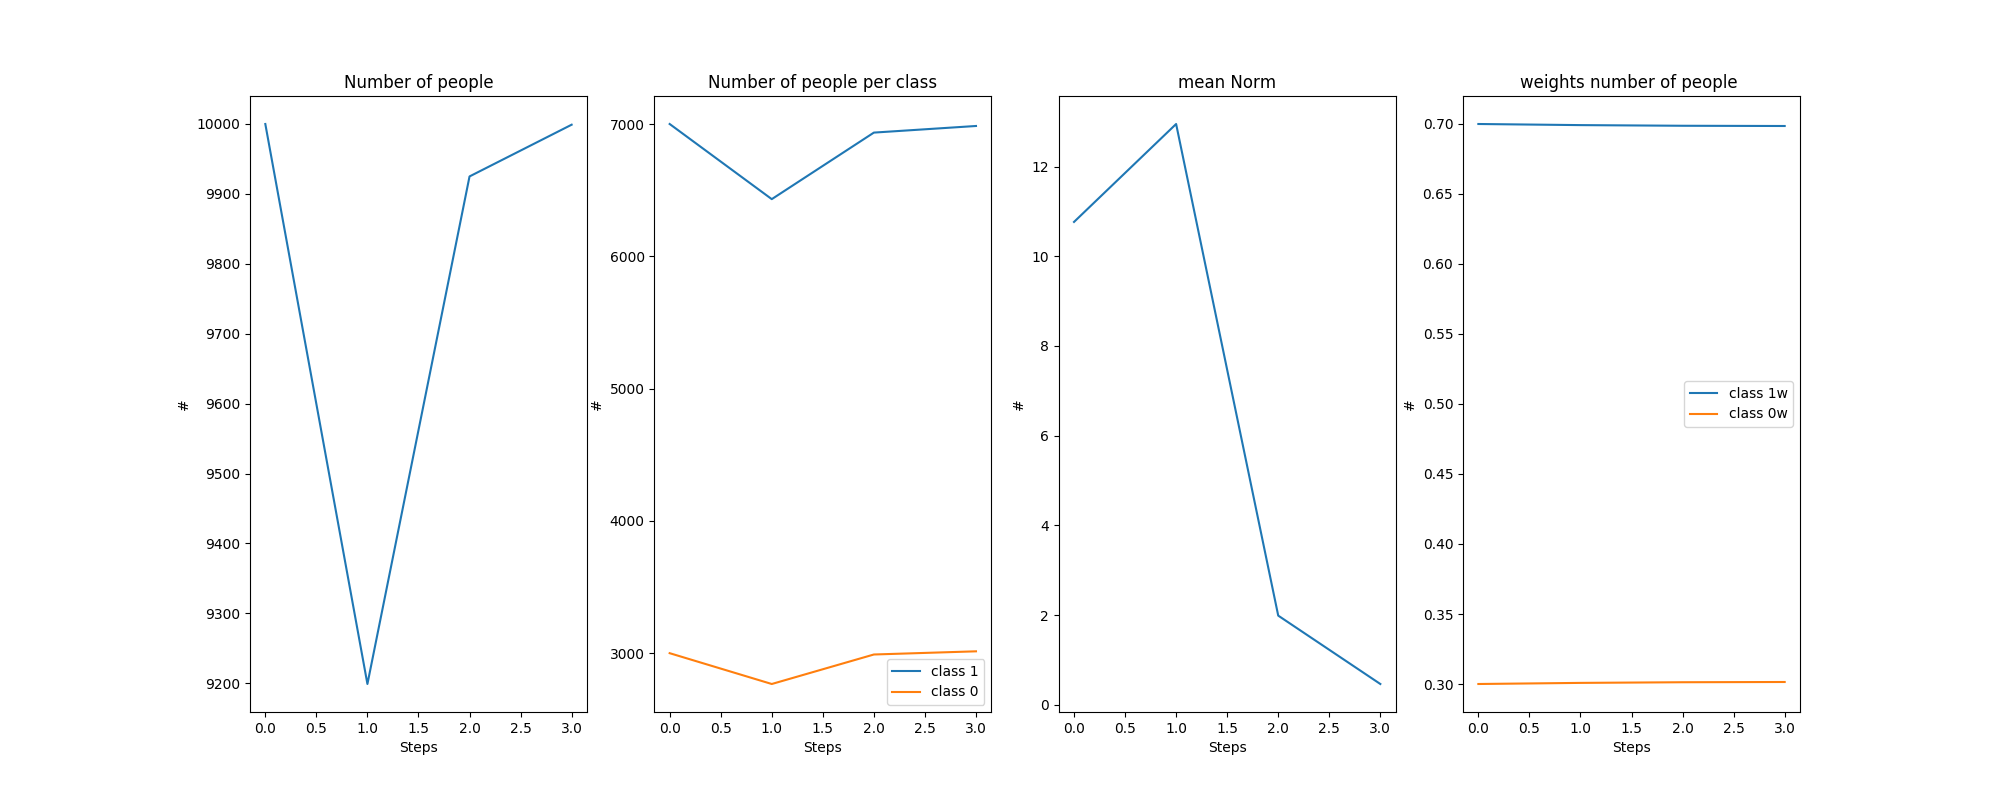 Number of people
10000
9900
9800
9700
9600
9500
9400
9300
9200
#
0.0 0.5 1.0 1.5 2.0 2.5 3.0
Steps
Number of people per class
7000
6000
5000
4000
3000
#
class 1
class 0
0.0 0.5 1.0 1.5 2.0 2.5 3.0
Steps
mean Norm
12
10
8
6
4
2
0
#
0.0 0.5 1.0 1.5 2.0 2.5 3.0
Steps
weights number of people
0.70
0.65
0.60
0.55
0.50
0.45
0.40
0.35
0.30
#
class 1w
class 0w
0.0 0.5 1.0 1.5 2.0 2.5 3.0
Steps